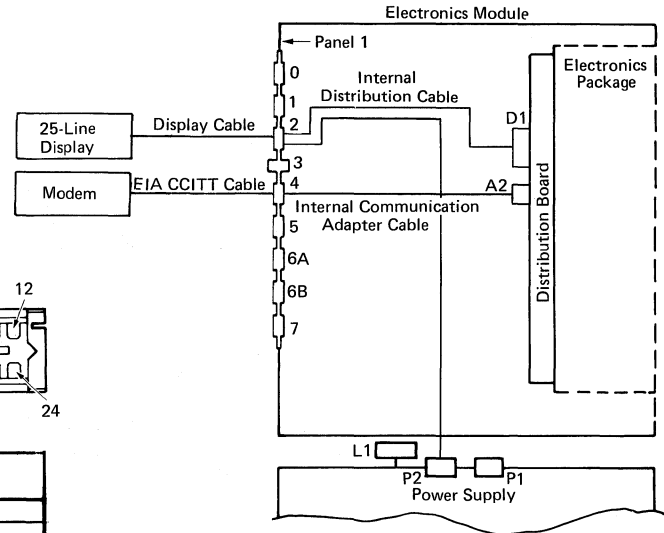 Electronics Module
Panel 1
0
1
2
3
4
5
6A
6B
7
Internal
Distribution Cable
Electronics
Package
D1
25-Line
Display
Display Cable
Modem
EIA CCITT Cable
A2
Internal Communication
Adapter Cable
Distribution Board
12
24
L1
P2
P1
Power Supply